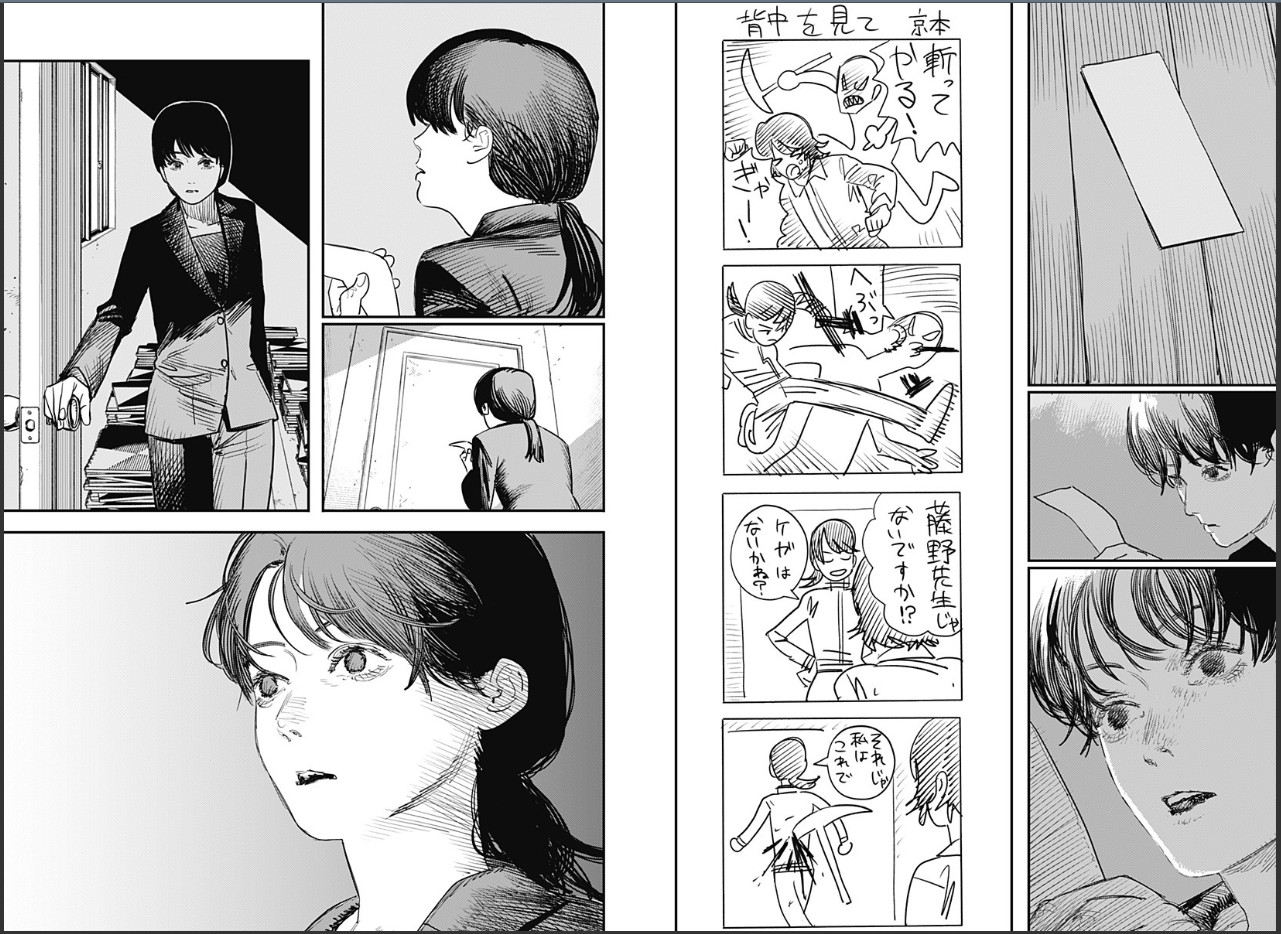 背中を見て 京本
斬って
やる!
ぎゃ
ー!
へぶっ
藤野先生じゃ
ないですか!?
ケガは
ないかね?
それじゃ
私は
これで